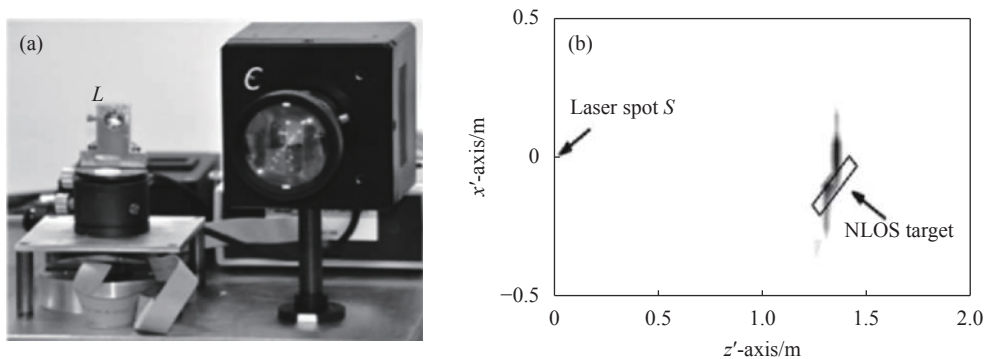 (a)
L
C
(b)
0.5
Laser spot S
x′-axis/m
0
NLOS target
−0.5
0 0.5 1.0 1.5 2.0
z′-axis/m